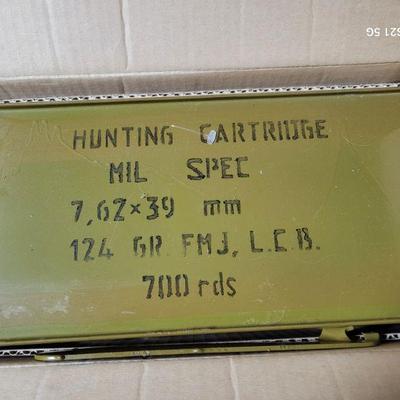 HUNTING CARTRIDGE
MIL SPEC
7,62×39 mm
124 GR. FMJ, L.C.B.
700 rds